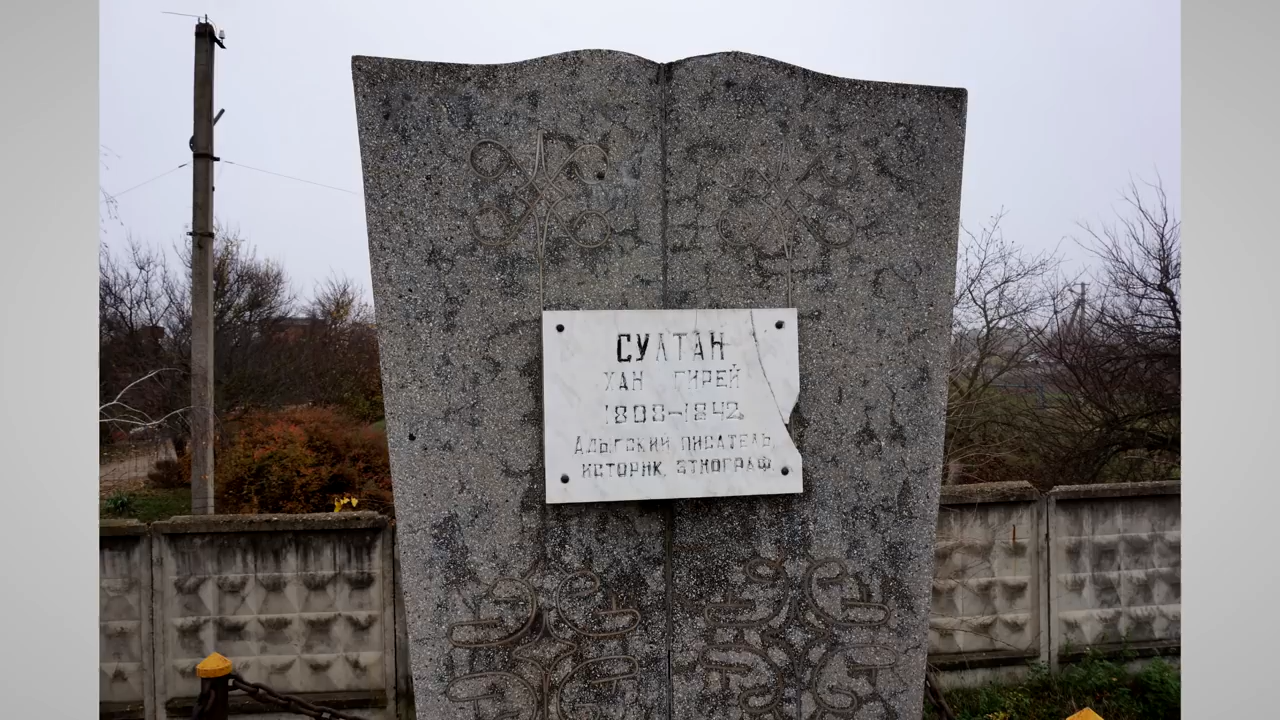 СУЛТАН
ХАН ГИРЕЙ
1808-1842
АДЫГСКИЙ ПИСАТЕЛЬ,
ИСТОРИК, ЭТНОГРАФ